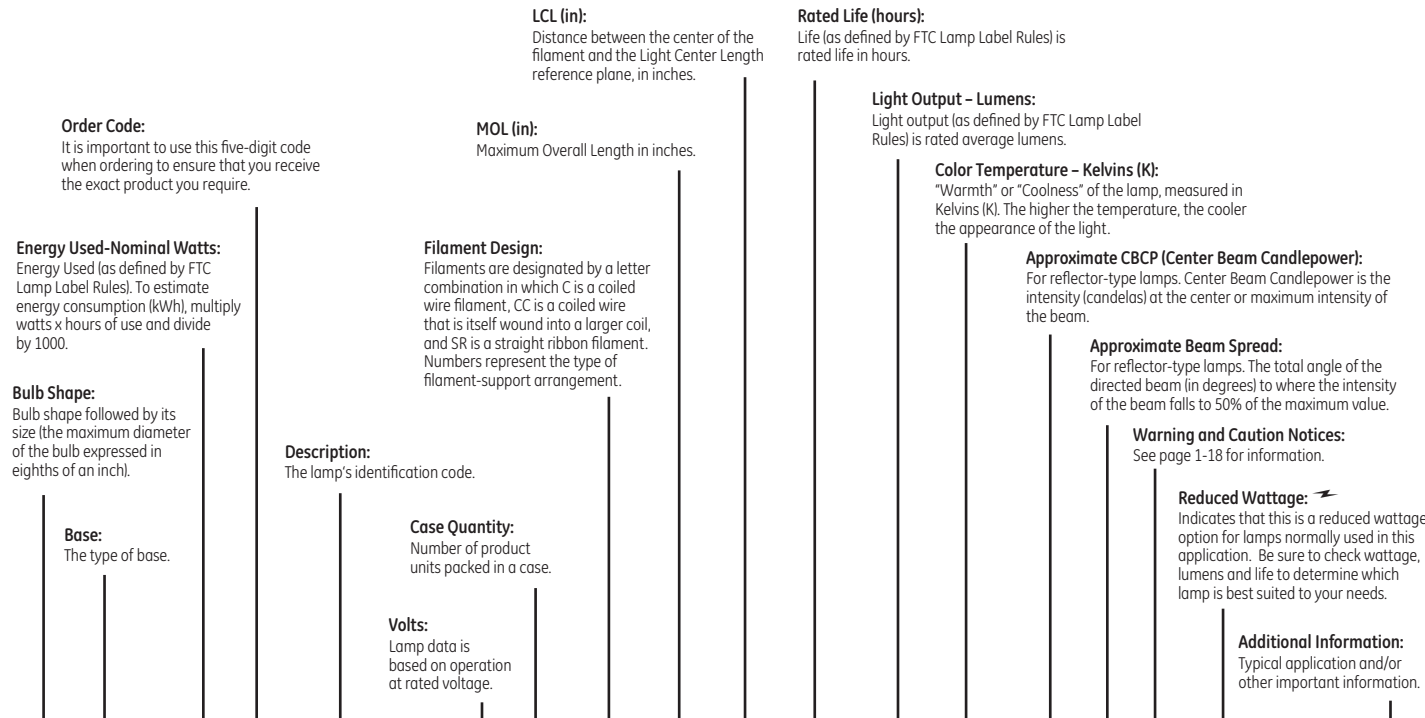 LCL (in):
Distance between the center of the
filament and the Light Center Length
reference plane, in inches.
Rated Life (hours):
Life (as defined by FTC Lamp Label Rules) is
rated life in hours.
Light Output – Lumens:
Light output (as defined by FTC Lamp Label
Rules) is rated average lumens.
Order Code:
It is important to use this five-digit code
when ordering to ensure that you receive
the exact product you require.
MOL (in):
Maximum Overall Length in inches.
Color Temperature – Kelvins (K):
"Warmth" or "Coolness" of the lamp, measured in
Kelvins (K). The higher the temperature, the cooler
the appearance of the light.
Energy Used-Nominal Watts:
Energy Used (as defined by FTC
Lamp Label Rules). To estimate
energy consumption (kWh), multiply
watts x hours of use and divide
by 1000.
Filament Design:
Filaments are designated by a letter
combination in which C is a coiled
wire filament, CC is a coiled wire
that is itself wound into a larger coil,
and SR is a straight ribbon filament.
Numbers represent the type of
filament-support arrangement.
Approximate CBCP (Center Beam Candlepower):
For reflector-type lamps. Center Beam Candlepower is the
intensity (candelas) at the center or maximum intensity of
the beam.
Approximate Beam Spread:
For reflector-type lamps. The total angle of the
directed beam (in degrees) to where the intensity
of the beam falls to 50% of the maximum value.
Bulb Shape:
Bulb shape followed by its
size (the maximum diameter
of the bulb expressed in
eighths of an inch).
Description:
The lamp's identification code.
Warning and Caution Notices:
See page 1-18 for information.
Reduced Wattage:
Indicates that this is a reduced wattage
option for lamps normally used in this
application. Be sure to check wattage,
lumens and life to determine which
lamp is best suited to your needs.
Base:
The type of base.
Case Quantity:
Number of product
units packed in a case.
Volts:
Lamp data is
based on operation
at rated voltage.
Additional Information:
Typical application and/or
other important information.